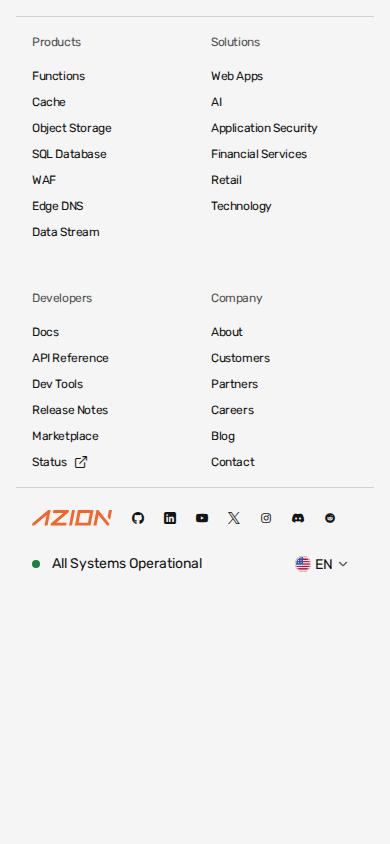 Products
Functions
Cache
Object Storage
SQL Database
WAF
Edge DNS
Data Stream
Solutions
Web Apps
AI
Application Security
Financial Services
Retail
Technology
Developers
Docs
API Reference
Dev Tools
Release Notes
Marketplace
Status
Company
About
Customers
Partners
Careers
Blog
Contact
AZION
All Systems Operational
EN